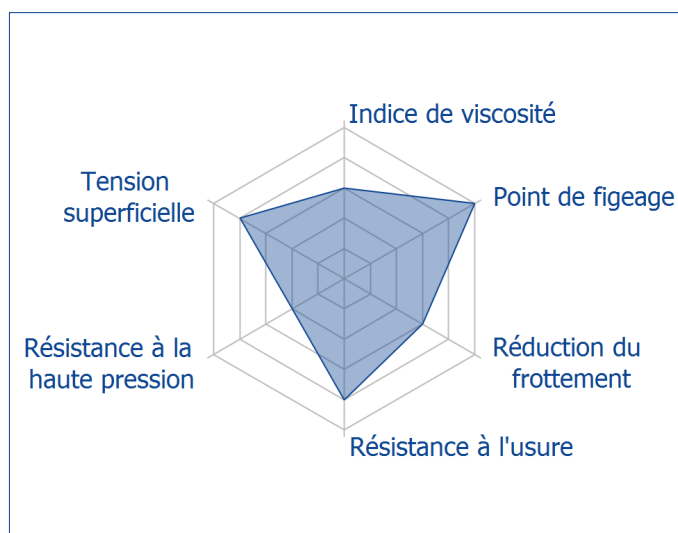 Indice de viscosité
Tension
superficielle
Point de figeage
Résistance à la
haute pression
Réduction du
frottement
Résistance à l'usure